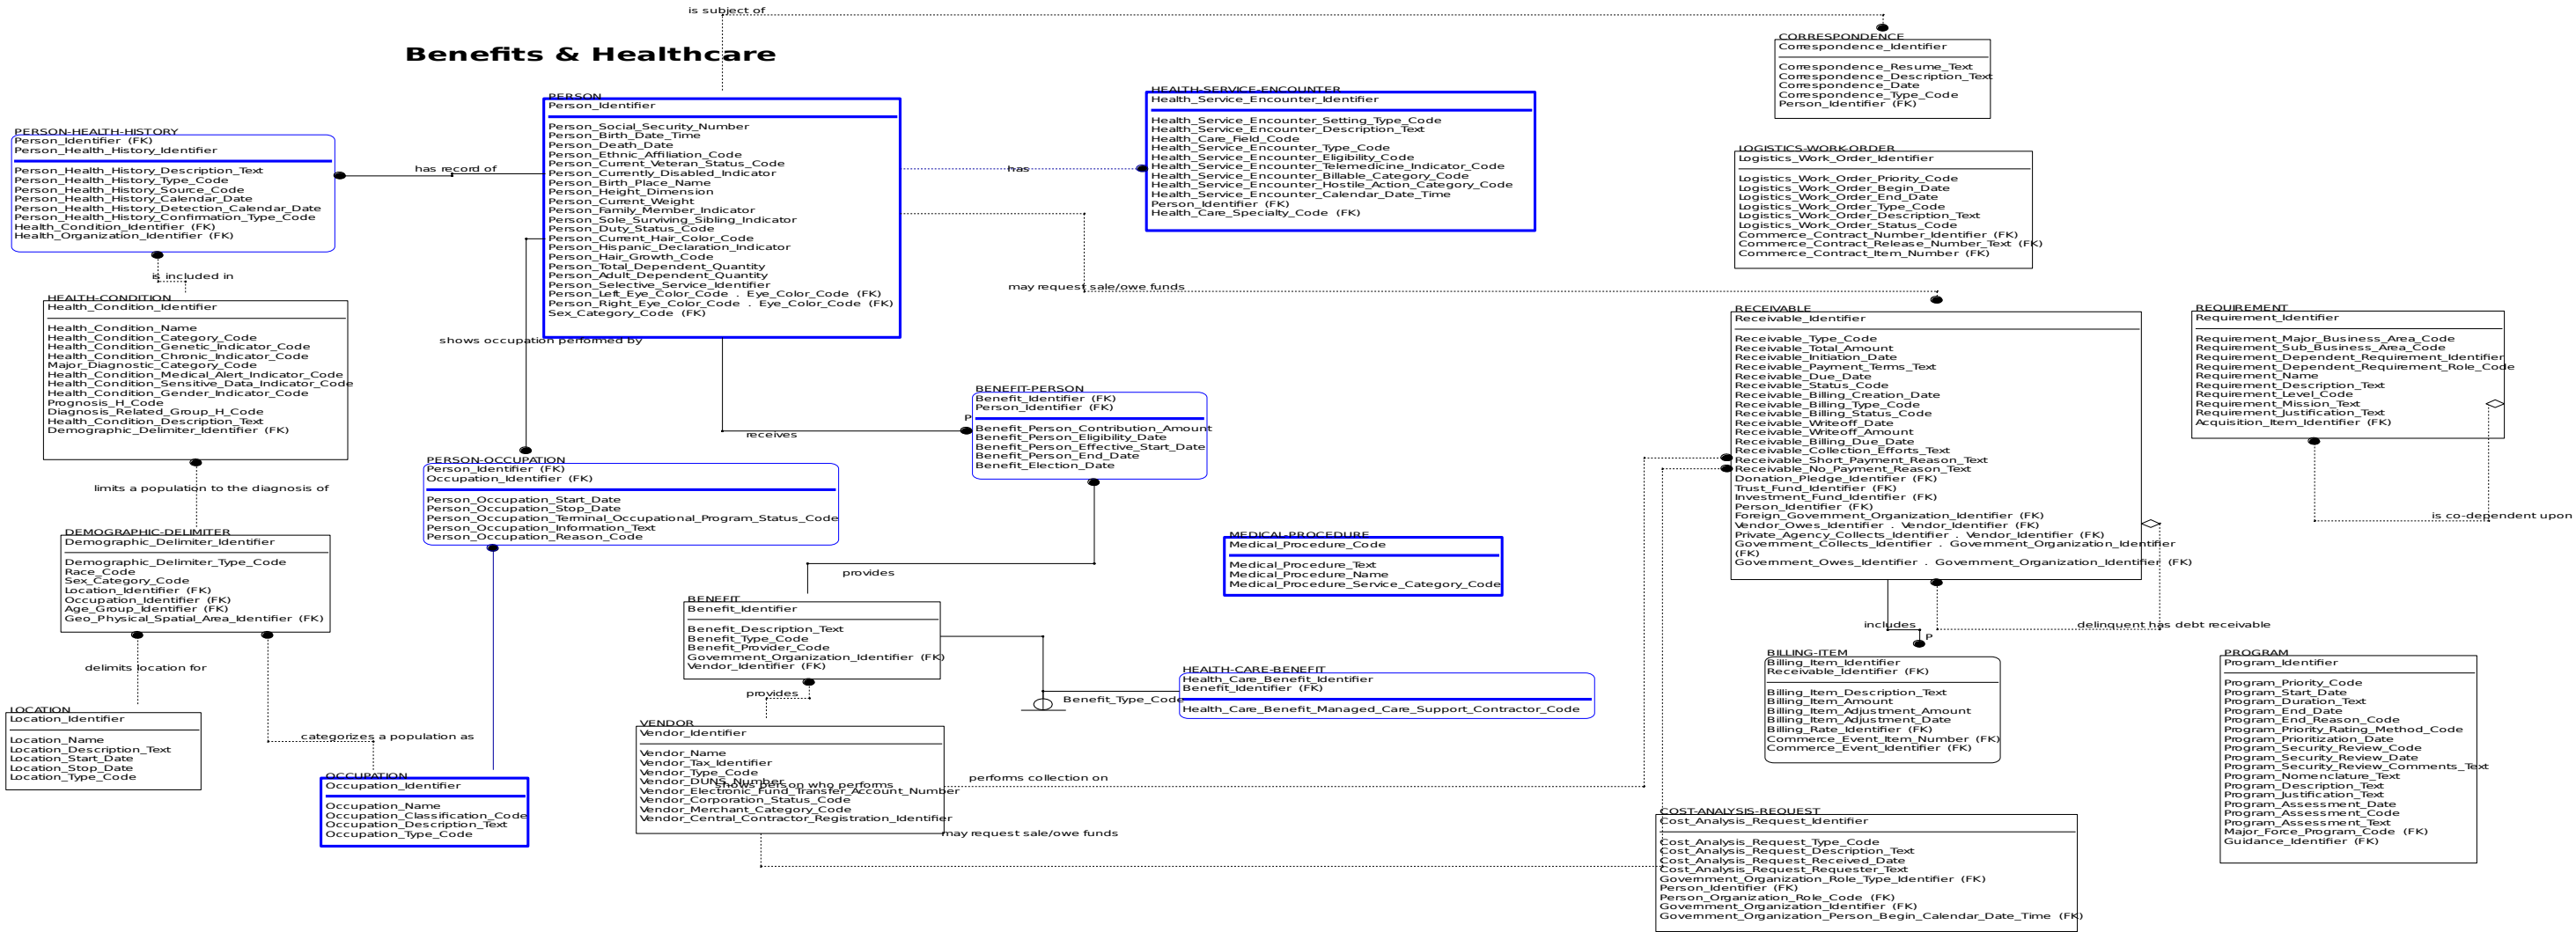 is subject of
Benefits & Healthcare
CORRESPONDENCE
Correspondence_Identifier
Correspondence_Resume_Text
Correspondence_Description_Text
Correspondence_Date
Correspondence_Type_Code
Person_Identifier (FK)
PERSON
Person_Identifier
Person_Social_Security_Number
Person_Birth_Date_Time
Person_Death_Date
Person_Ethnic_Affiliation_Code
Person_Current_Veteran_Status_Code
Person_Currently_Disabled_Indicator
Person_Birth_Place_Name
Person_Height_Dimension
Person_Current_Weight
Person_Family_Member_Indicator
Person_Sole_Surviving_Sibling_Indicator
Person_Duty_Status_Code
Person_Current_Hair_Color_Code
Person_Hispanic_Declaration_Indicator
Person_Hair_Growth_Code
Person_Total_Dependent_Quantity
Person_Adult_Dependent_Quantity
Person_Selective_Service_Identifier
Person_Left_Eye_Color_Code . Eye_Color_Code (FK)
Person_Right_Eye_Color_Code . Eye_Color_Code (FK)
Sex_Category_Code (FK)
HEALTH-SERVICE-ENCOUNTER
Health_Service_Encounter_Identifier
Health_Service_Encounter_Setting_Type_Code
Health_Service_Encounter_Description_Text
Health_Care_Field_Code
Health_Service_Encounter_Type_Code
Health_Service_Encounter_Eligibility_Code
Health_Service_Encounter_Telemedicine_Indicator_Code
Health_Service_Encounter_Billable_Category_Code
Health_Service_Encounter_Hostile_Action_Category_Code
Health_Service_Encounter_Calendar_Date_Time
Person_Identifier (FK)
Health_Care_Specialty_Code (FK)
PERSON-HEALTH-HISTORY
Person_Identifier (FK)
Person_Health_History_Identifier
Person_Health_History_Description_Text
Person_Health_History_Type_Code
Person_Health_History_Source_Code
Person_Health_History_Calendar_Date
Person_Health_History_Detection_Calendar_Date
Person_Health_History_Confirmation_Type_Code
Health_Condition_Identifier (FK)
Health_Organization_Identifier (FK)
has record of
has
LOGISTICS-WORK-ORDER
Logistics_Work_Order_Identifier
Logistics_Work_Order_Priority_Code
Logistics_Work_Order_Begin_Date
Logistics_Work_Order_End_Date
Logistics_Work_Order_Type_Code
Logistics_Work_Order_Description_Text
Logistics_Work_Order_Status_Code
Commerce_Contract_Number_Identifier (FK)
Commerce_Contract_Release_Number_Text (FK)
Commerce_Contract_Item_Number (FK)
is included in
may request sale/owe funds
HEALTH-CONDITION
Health_Condition_Identifier
Health_Condition_Name
Health_Condition_Category_Code
Health_Condition_Genetic_Indicator_Code
Health_Condition_Chronic_Indicator_Code
Major_Diagnostic_Category_Code
Health_Condition_Medical_Alert_Indicator_Code
Health_Condition_Sensitive_Data_Indicator_Code
Health_Condition_Gender_Indicator_Code
Prognosis_H_Code
Diagnosis_Related_Group_H_Code
Health_Condition_Description_Text
Demographic_Delimiter_Identifier (FK)
shows occupation performed by
RECEIVABLE
Receivable_Identifier
Receivable_Type_Code
Receivable_Total_Amount
Receivable_Initiation_Date
Receivable_Payment_Terms_Text
Receivable_Due_Date
Receivable_Status_Code
Receivable_Billing_Creation_Date
Receivable_Billing_Type_Code
Receivable_Billing_Status_Code
Receivable_Writeoff_Date
Receivable_Writeoff_Amount
Receivable_Billing_Due_Date
Receivable_Collection_Efforts_Text
Receivable_Short_Payment_Reason_Text
Receivable_No_Payment_Reason_Text
Donation_Pledge_Identifier (FK)
Trust_Fund_Identifier (FK)
Investment_Fund_Identifier (FK)
Person_Identifier (FK)
Foreign_Government_Organization_Identifier (FK)
Vendor_Owes_Identifier . Vendor_Identifier (FK)
Private_Agency_Collects_Identifier . Vendor_Identifier (FK)
Government_Collects_Identifier . Government_Organization_Identifier
(FK)
Government_Owes_Identifier . Government_Organization_Identifier (FK)
REQUIREMENT
Requirement_Identifier
Requirement_Major_Business_Area_Code
Requirement_Sub_Business_Area_Code
Requirement_Dependent_Requirement_Identifier
Requirement_Dependent_Requirement_Role_Code
Requirement_Name
Requirement_Description_Text
Requirement_Level_Code
Requirement_Mission_Text
Requirement_Justification_Text
Acquisition_Item_Identifier (FK)
BENEFIT-PERSON
Benefit_Identifier (FK)
Person_Identifier (FK)
Benefit_Person_Contribution_Amount
Benefit_Person_Eligibility_Date
Benefit_Person_Effective_Start_Date
Benefit_Person_End_Date
Benefit_Election_Date
P
receives
PERSON-OCCUPATION
Person_Identifier (FK)
Occupation_Identifier (FK)
Person_Occupation_Start_Date
Person_Occupation_Stop_Date
Person_Occupation_Terminal_Occupational_Program_Status_Code
Person_Occupation_Information_Text
Person_Occupation_Reason_Code
limits a population to the diagnosis of
is co-dependent upon
DEMOGRAPHIC-DELIMITER
Demographic_Delimiter_Identifier
Demographic_Delimiter_Type_Code
Race_Code
Sex_Category_Code
Location_Identifier (FK)
Occupation_Identifier (FK)
Age_Group_Identifier (FK)
Geo_Physical_Spatial_Area_Identifier (FK)
MEDICAL-PROCEDURE
Medical_Procedure_Code
Medical_Procedure_Text
Medical_Procedure_Name
Medical_Procedure_Service_Category_Code
provides
BENEFIT
Benefit_Identifier
Benefit_Description_Text
Benefit_Type_Code
Benefit_Provider_Code
Government_Organization_Identifier (FK)
Vendor_Identifier (FK)
includes
P
delinquent has debt receivable
delimits location for
HEALTH-CARE-BENEFIT
Health_Care_Benefit_Identifier
Benefit_Identifier (FK)
Health_Care_Benefit_Managed_Care_Support_Contractor_Code
Benefit_Type_Code
provides
BILLING-ITEM
Billing_Item_Identifier
Receivable_Identifier (FK)
Billing_Item_Description_Text
Billing_Item_Amount
Billing_Item_Adjustment_Amount
Billing_Item_Adjustment_Date
Billing_Rate_Identifier (FK)
Commerce_Event_Item_Number (FK)
Commerce_Event_Identifier (FK)
PROGRAM
Program_Identifier
Program_Priority_Code
Program_Start_Date
Program_Duration_Text
Program_End_Date
Program_End_Reason_Code
Program_Priority_Rating_Method_Code
Program_Prioritization_Date
Program_Security_Review_Code
Program_Security_Review_Date
Program_Security_Review_Comments_Text
Program_Nomenclature_Text
Program_Description_Text
Program_Justification_Text
Program_Assessment_Date
Program_Assessment_Code
Program_Assessment_Text
Major_Force_Program_Code (FK)
Guidance_Identifier (FK)
LOCATION
Location_Identifier
Location_Name
Location_Description_Text
Location_Start_Date
Location_Stop_Date
Location_Type_Code
categorizes a population as
VENDOR
Vendor_Identifier
Vendor_Name
Vendor_Tax_Identifier
Vendor_Type_Code
Vendor_DUNS_Number
shows person who performs
Vendor_Electronic_Fund_Transfer_Account_Number
Vendor_Corporation_Status_Code
Vendor_Merchant_Category_Code
Vendor_Central_Contractor_Registration_Identifier
performs collection on
OCCUPATION
Occupation_Identifier
Occupation_Name
Occupation_Classification_Code
Occupation_Description_Text
Occupation_Type_Code
may request sale/owe funds
COST-ANALYSIS-REQUEST
Cost_Analysis_Request_Identifier
Cost_Analysis_Request_Type_Code
Cost_Analysis_Request_Description_Text
Cost_Analysis_Request_Received_Date
Cost_Analysis_Request_Requester_Text
Government_Organization_Role_Type_Identifier (FK)
Person_Identifier (FK)
Person_Organization_Role_Code (FK)
Government_Organization_Identifier (FK)
Government_Organization_Person_Begin_Calendar_Date_Time (FK)